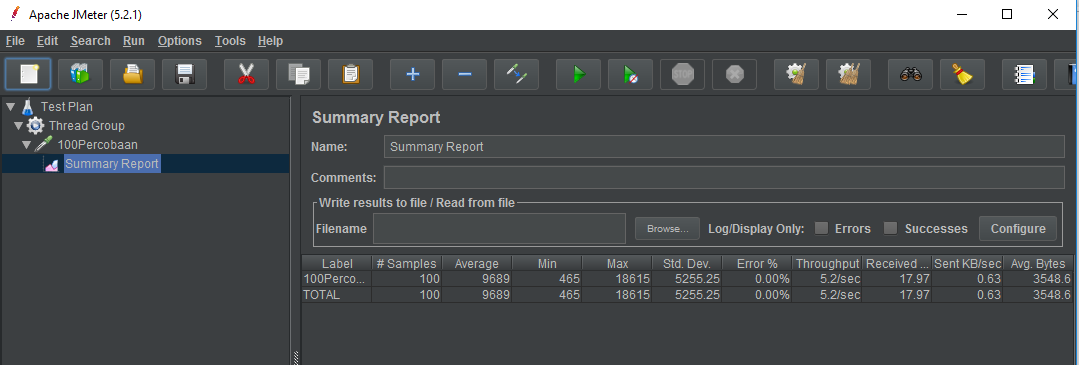 Apache JMeter (5.2.1)
File Edit Search Run Options Tools Help
STOP
Test Plan
Thread Group
100Percobaan
Summary Report
Summary Report
Name: Summary Report
Comments:
Write results to file / Read from file
Filename Browse... Log/Display Only: Errors Successes Configure
Label # Samples Average Min Max Std. Dev. Error % Throughput Received ... Sent KB/sec Avg. Bytes
100Perco... 100 9689 465 18615 5255.25 0.00% 5.2/sec 17.97 0.63 3548.6
TOTAL 100 9689 465 18615 5255.25 0.00% 5.2/sec 17.97 0.63 3548.6